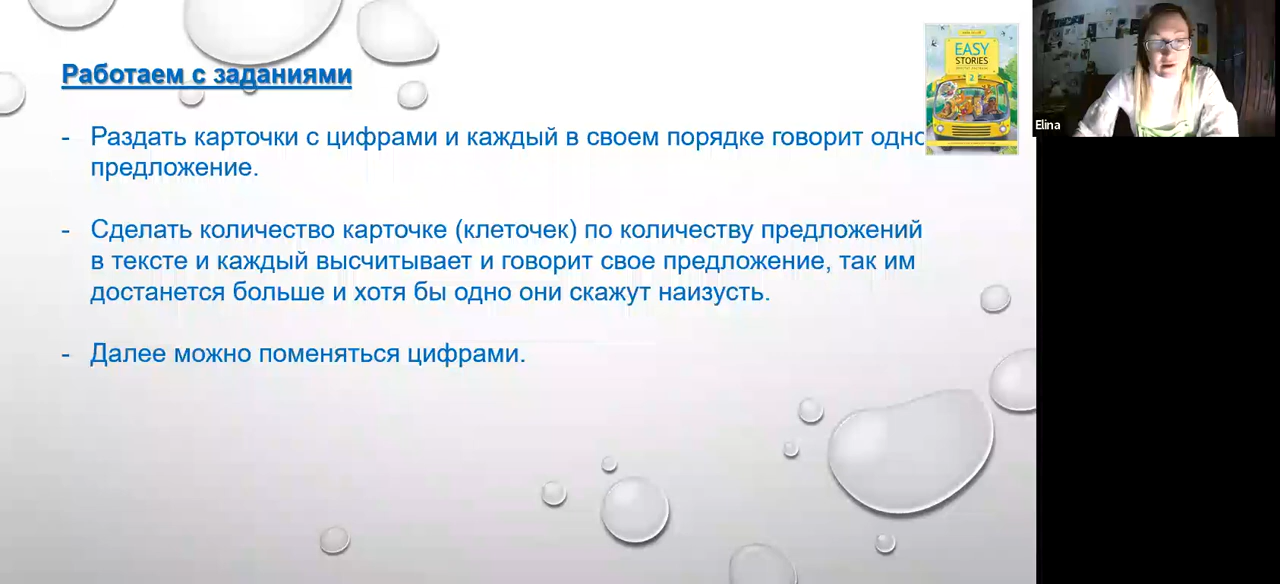 Работаем с заданиями
- Раздать карточки с цифрами и каждый в своем порядке говорит одно
предложение.
- Сделать количество карточке (клеточек) по количеству предложений
в тексте и каждый высчитывает и говорит свое предложение, так им
достанется больше и хотя бы одно они скажут наизусть.
- Далее можно поменяться цифрами.
EASY
STORIES
2
Elina